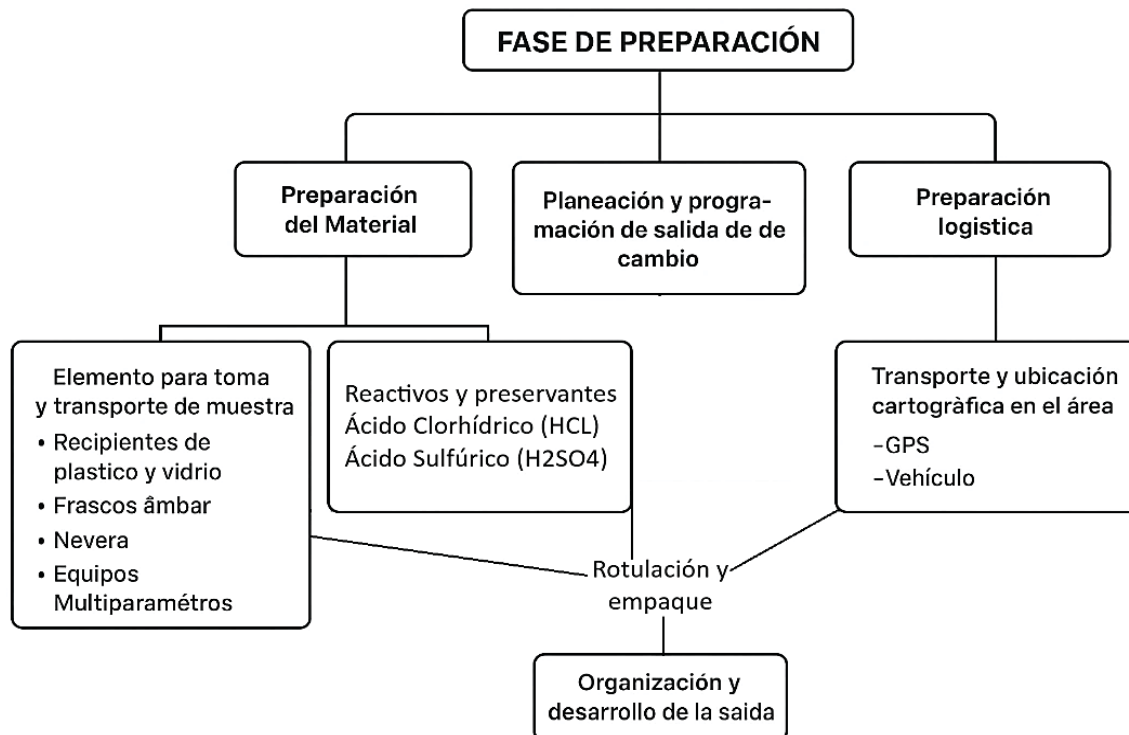 FASE DE PREPARACIÓN
Preparación
del Material
Planeación y progra-
mación de salida de de
cambio
Preparación
logistica
Elemento para toma
y transporte de muestra
• Recipientes de
plastico y vidrio
• Frascos âmbar
• Nevera
• Equipos
Multiparamétros
Reactivos y preservantes
Ácido Clorhídrico (HCL)
Ácido Sulfúrico (H2SO4)
Transporte y ubicación
cartogràfica en el área
-GPS
-Vehículo
Rotulación y
empaque
Organización y
desarrollo de la saida